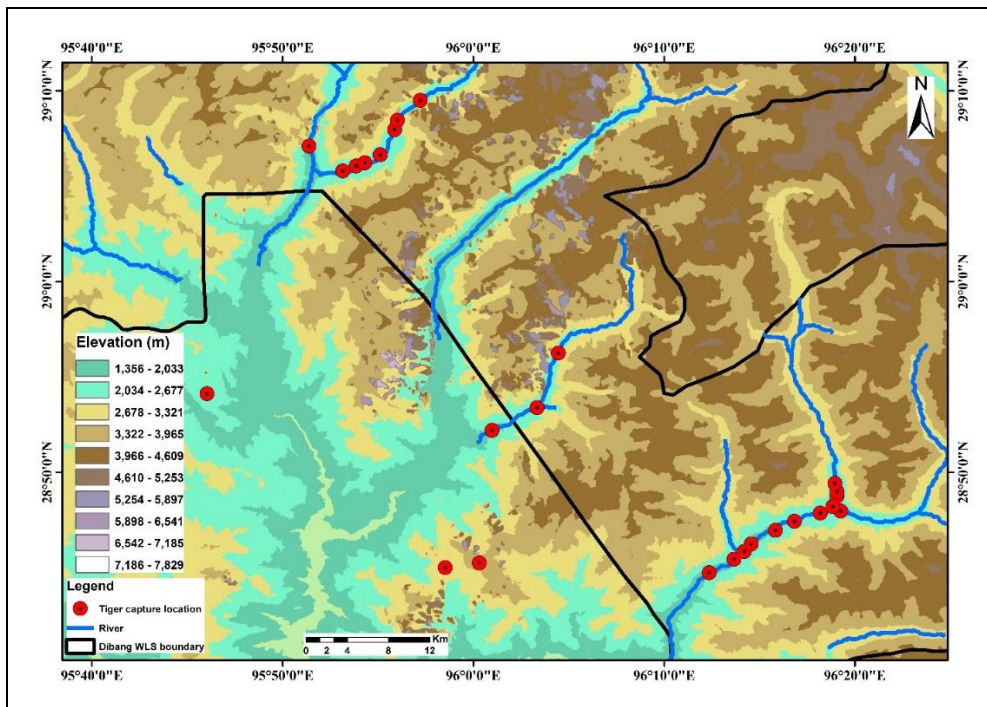 95°40'0"E 95°50'0"E 96°0'0"E 96°10'0"E 96°20'0"E
29°10'0"N
29°10'0"N
N
29°0'0"N
29°0'0"N
Elevation (m)
1,356 - 2,033
2,034 - 2,677
2,678 - 3,321
3,322 - 3,965
3,966 - 4,609
4,610 - 5,253
5,254 - 5,897
5,898 - 6,541
6,542 - 7,185
7,186 - 7,829
28°50'0"N
28°50'0"N
Legend
Tiger capture location
River
Dibang WLS boundary
Km
0 2 4 8 12
95°40'0"E 95°50'0"E 96°0'0"E 96°10'0"E 96°20'0"E